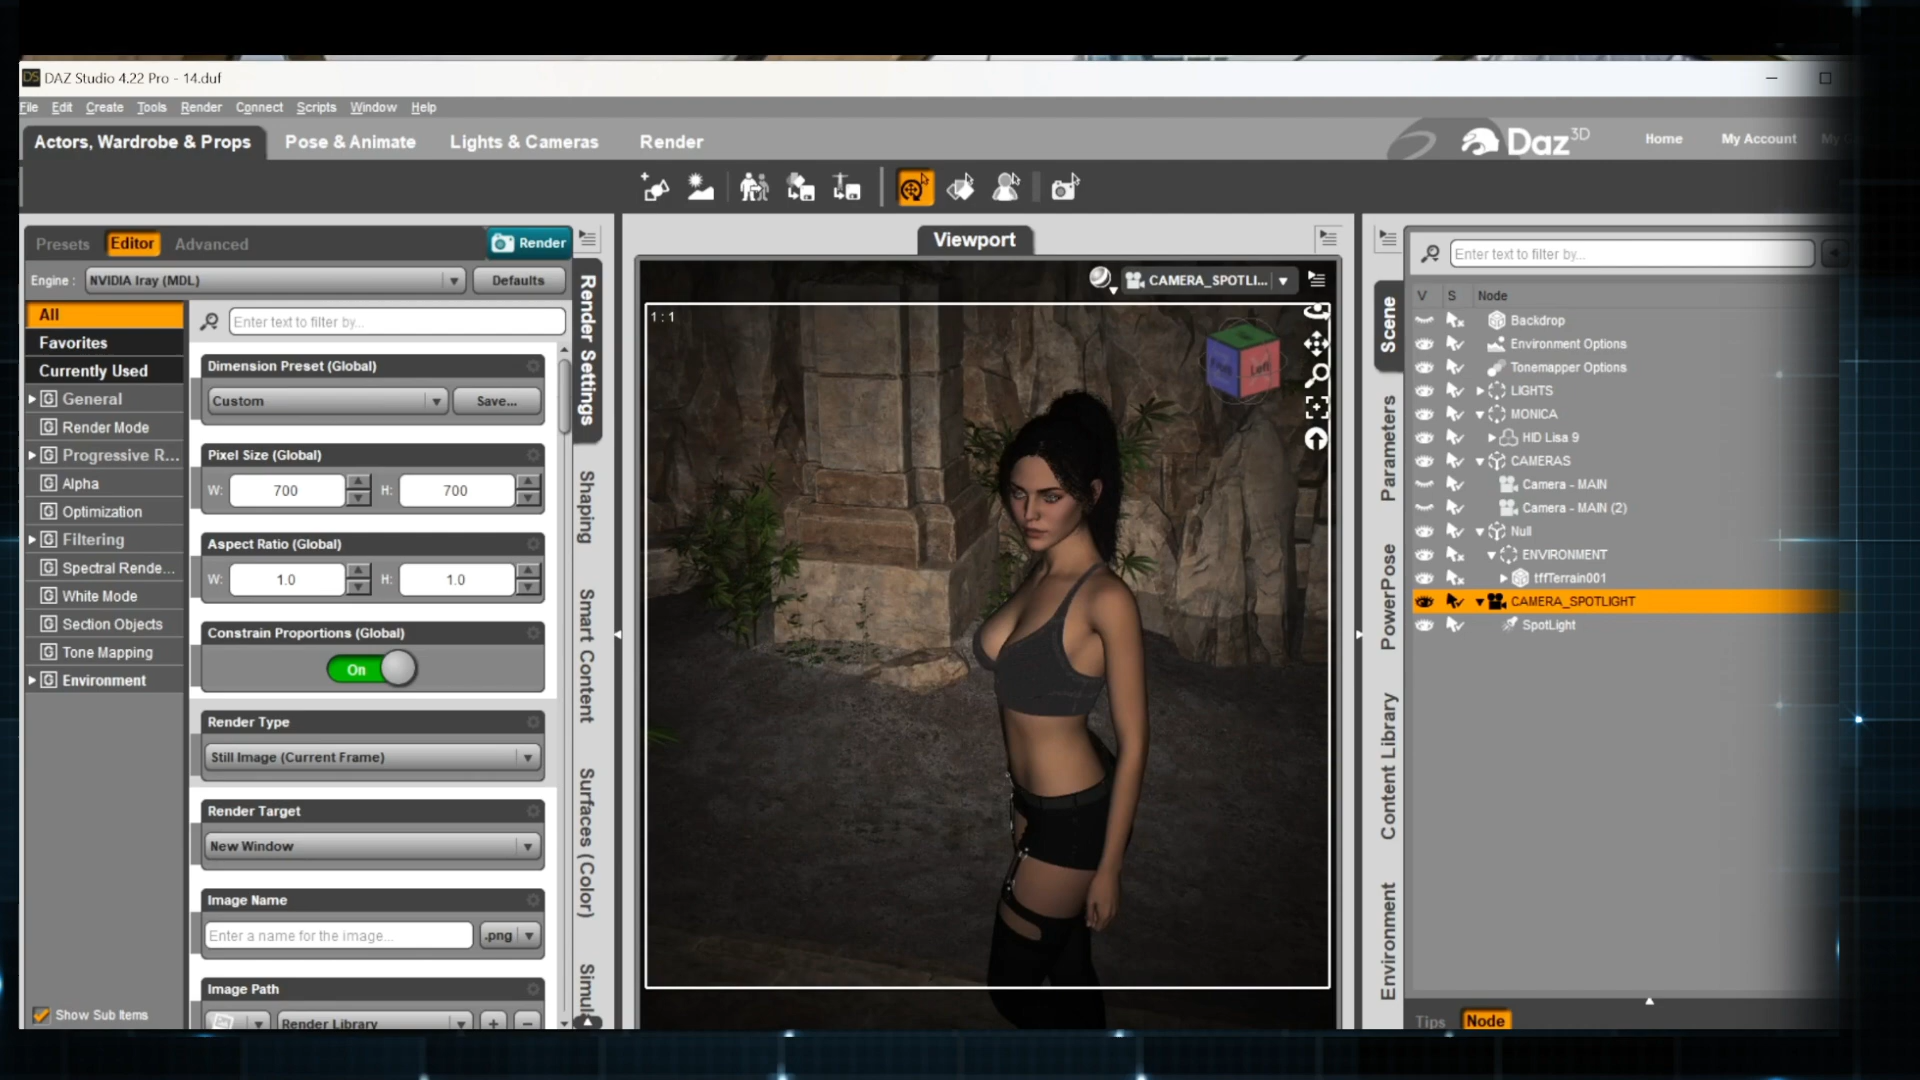 DS DAZ Studio 4.22 Pro - 14.duf
File Edit Create Tools Render Connect Scripts Window Help
Actors, Wardrobe & Props Pose & Animate Lights & Cameras Render
Daz 3D Home My Account My
Presets Editor Advanced Render
Engine : NVIDIA Iray (MDL) Defaults
All
Favorites
Currently Used
General
Render Mode
Progressive R...
Alpha
Optimization
Filtering
Spectral Rende...
White Mode
Section Objects
Tone Mapping
Environment
Show Sub Items
Enter text to filter by...
Dimension Preset (Global)
Custom Save...
Pixel Size (Global)
W: 700 H: 700
Aspect Ratio (Global)
W: 1.0 H: 1.0
Constrain Proportions (Global)
On
Render Type
Still Image (Current Frame)
Render Target
New Window
Image Name
Enter a name for the image... .png
Image Path
Render Library + −
Render Settings
Shaping
Smart Content
Surfaces (Color)
Simul
Viewport
CAMERA_SPOTLI...
1 : 1
Left
Scene
Parameters
PowerPose
Content Library
Environment
Enter text to filter by...
V S Node
Backdrop
Environment Options
Tonemapper Options
LIGHTS
MONICA
HID Lisa 9
CAMERAS
Camera - MAIN
Camera - MAIN (2)
Null
ENVIRONMENT
tffTerrain001
CAMERA_SPOTLIGHT
SpotLight
Tips Node